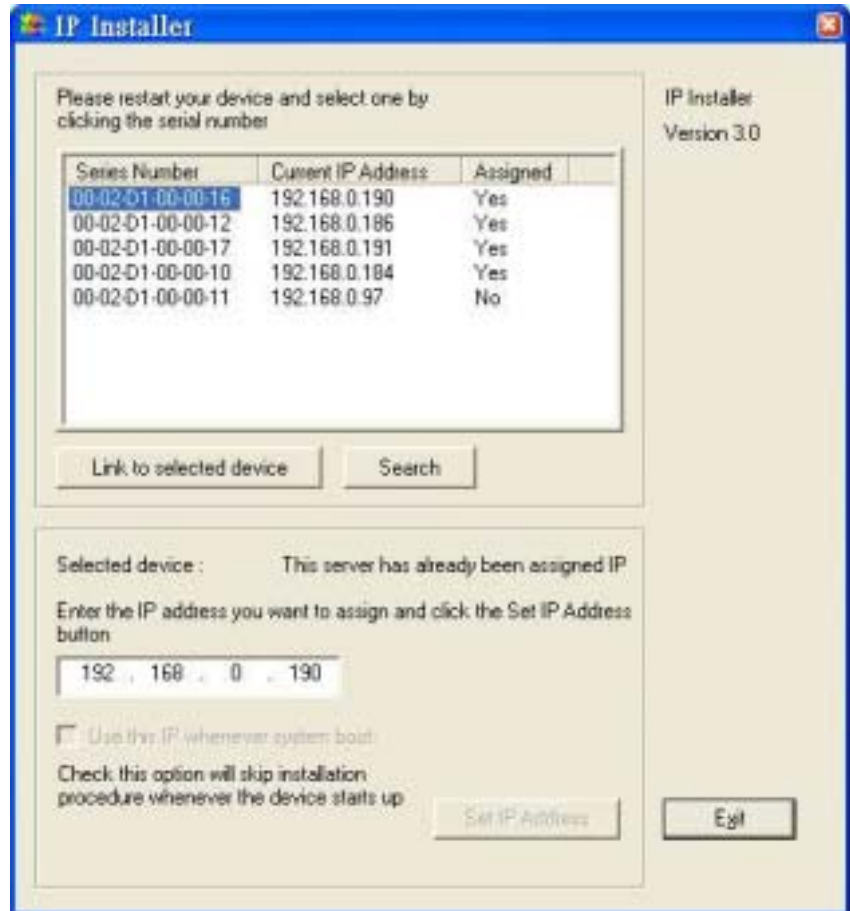 IP Installer
Please restart your device and select one by
clicking the serial number
IP Installer
Version 3.0
Series Number Current IP Address Assigned
00-02-D1-00-00-16 192.168.0.190 Yes
00-02-D1-00-00-12 192.168.0.186 Yes
00-02-D1-00-00-17 192.168.0.191 Yes
00-02-D1-00-00-10 192.168.0.184 Yes
00-02-D1-00-00-11 192.168.0.97 No
Link to selected device Search
Selected device : This server has already been assigned IP
Enter the IP address you want to assign and click the Set IP Address
button
192 . 168 . 0 . 190
Use this IP whenever system boot
Check this option will skip installation
procedure whenever the device starts up
Set IP Address Exit